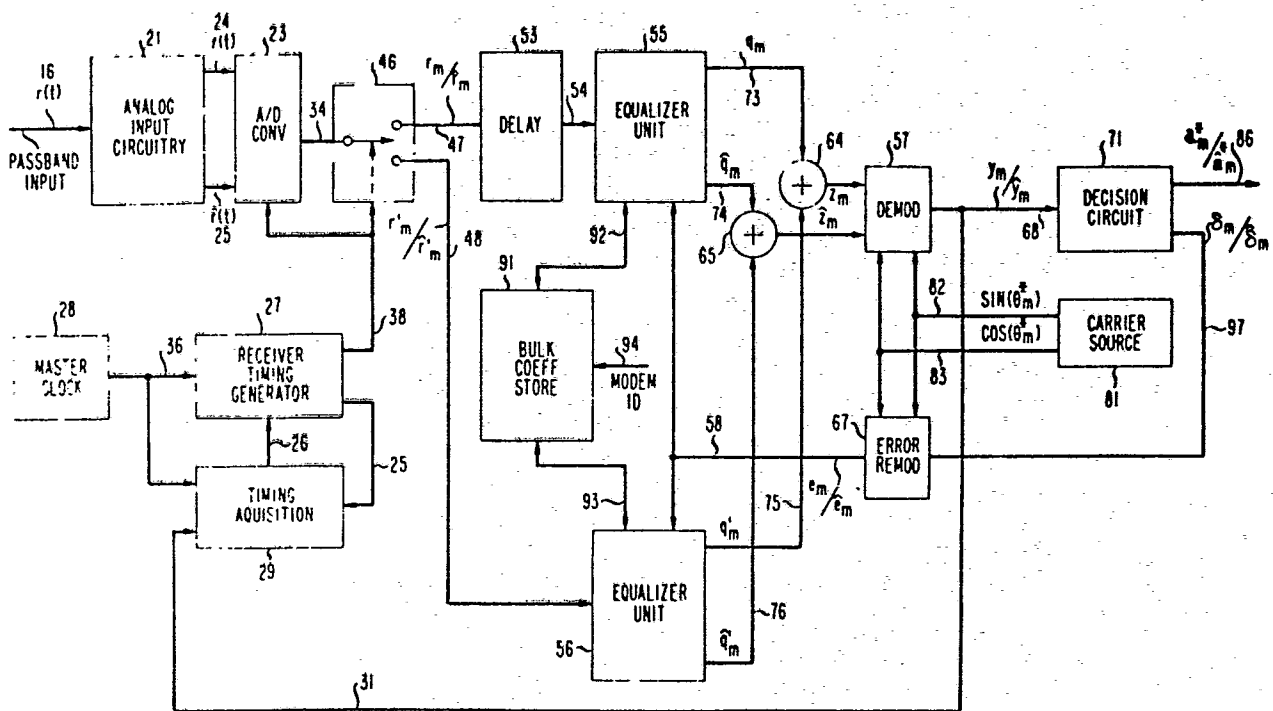 16
r(t)
PASSBAND
INPUT
21
ANALOG
INPUT
CIRCUITRY
24
r(t)
r̂(t)
25
23
A/D
CONV
34
46
r_m/r̂_m
47
r'_m/r̂'_m
48
53
DELAY
54
55
EQUALIZER
UNIT
q_m
73
q̂_m
74
64
+
z_m
65
+
ẑ_m
57
DEMOD
y_m/ŷ_m
68
71
DECISION
CIRCUIT
a*_m/â*_m
86
δ_m/δ̂_m
97
28
MASTER
CLOCK
36
27
RECEIVER
TIMING
GENERATOR
38
26
25
TIMING
AQUISITION
29
92
91
BULK
COEFF
STORE
94
MODEM
ID
93
58
82
SIN(θ*_m)
COS(θ*_m)
83
CARRIER
SOURCE
81
67
ERROR
REMOD
e_m/ê_m
75
56
EQUALIZER
UNIT
q'_m
q̂'_m
76
31